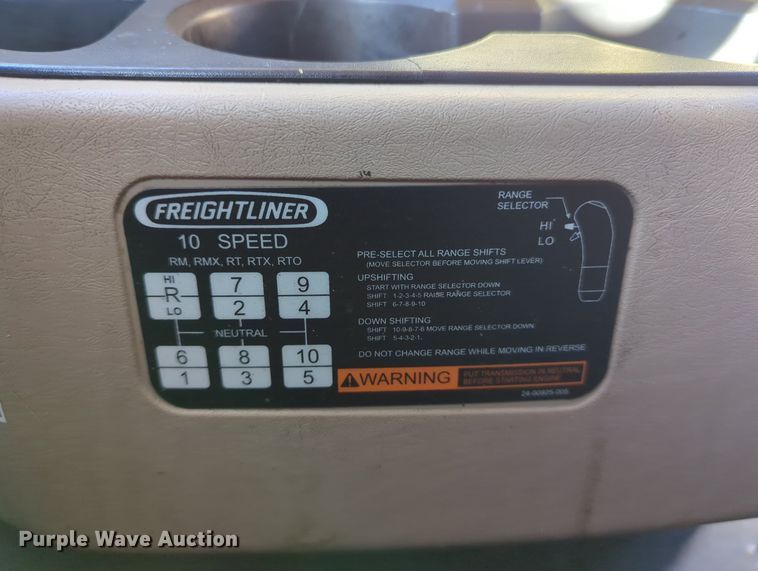 FREIGHTLINER
10 SPEED
RM, RMX, RT, RTX, RTO
HI
R
LO
7
2
9
4
NEUTRAL
6
1
8
3
10
5
RANGE
SELECTOR
HI
LO
PRE-SELECT ALL RANGE SHIFTS
(MOVE SELECTOR BEFORE MOVING SHIFT LEVER)
UPSHIFTING
START WITH RANGE SELECTOR DOWN
SHIFT 1-2-3-4-5 RAISE RANGE SELECTOR
SHIFT 6-7-8-9-10
DOWN SHIFTING
SHIFT 10-9-8-7-6 MOVE RANGE SELECTOR DOWN
SHIFT 5-4-3-2-1.
DO NOT CHANGE RANGE WHILE MOVING IN REVERSE
WARNING
PUT TRANSMISSION IN NEUTRAL
BEFORE STARTING ENGINE
24-00925-005
Purple Wave Auction